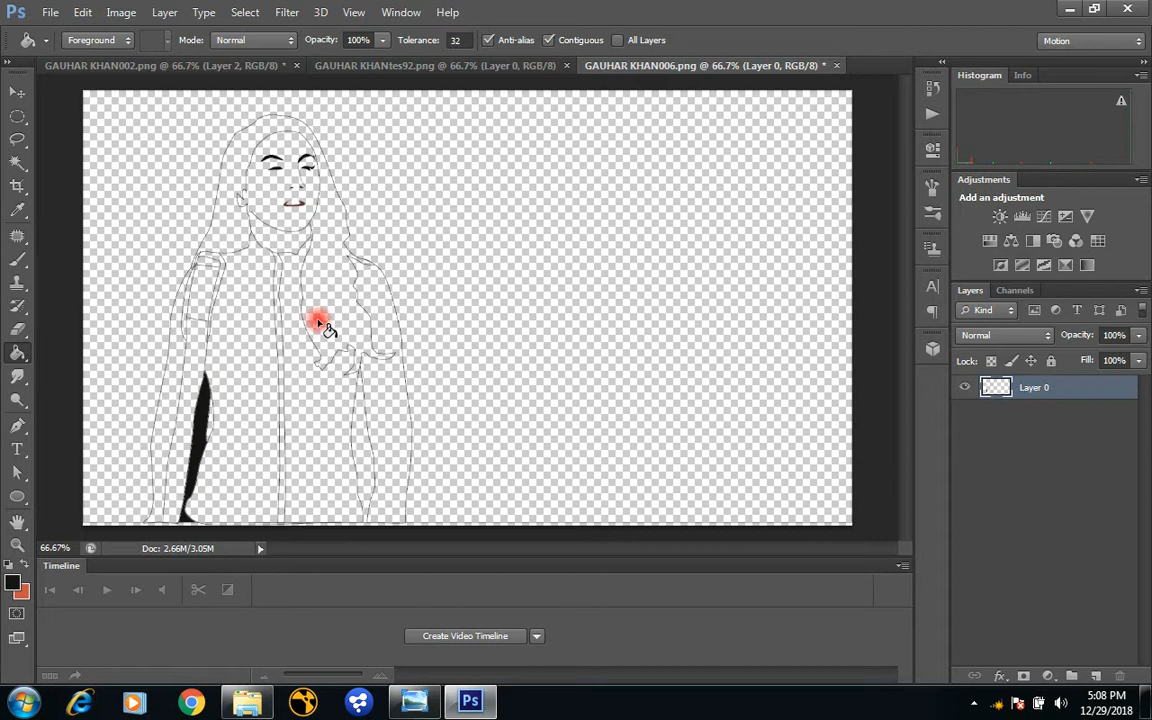 Ps File Edit Image Layer Type Select Filter 3D View Window Help
Foreground Mode: Normal Opacity: 100% Tolerance: 32 Anti-alias Contiguous All Layers Motion
GAUHAR KHAN002.png @ 66.7% (Layer 2, RGB/8) * × GAUHAR KHANtes92.png @ 66.7% (Layer 0, RGB/8) × GAUHAR KHAN006.png @ 66.7% (Layer 0, RGB/8) * ×
Histogram Info
Adjustments
Add an adjustment
Layers Channels
Kind
Normal Opacity: 100%
Lock: Fill: 100%
Layer 0
66.67% Doc: 2.66M/3.05M
Timeline
Create Video Timeline
Ps
5:08 PM
12/29/2018